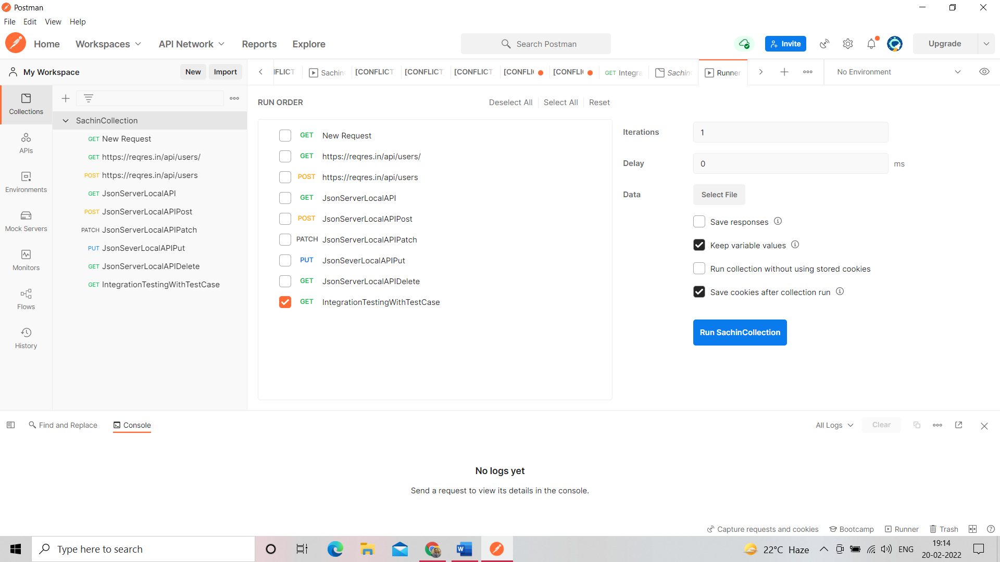 Postman
File Edit View Help
Home Workspaces API Network Reports Explore
Search Postman
Invite
Upgrade
My Workspace
New Import
NFLICT Sachin [CONFLICT [CONFLICT [CONFLICT [CONFLI [CONFLI GET Integra Sachin Runner
No Environment
Collections
APIs
Environments
Mock Servers
Monitors
Flows
History
SachinCollection
GET New Request
GET https://reqres.in/api/users/
POST https://reqres.in/api/users
GET JsonServerLocalAPI
POST JsonServerLocalAPIPost
PATCH JsonServerLocalAPIPatch
PUT JsonSeverLocalAPIPut
GET JsonServerLocalAPIDelete
GET IntegrationTestingWithTestCase
RUN ORDER
Deselect All Select All Reset
GET New Request
GET https://reqres.in/api/users/
POST https://reqres.in/api/users
GET JsonServerLocalAPI
POST JsonServerLocalAPIPost
PATCH JsonServerLocalAPIPatch
PUT JsonSeverLocalAPIPut
GET JsonServerLocalAPIDelete
GET IntegrationTestingWithTestCase
Iterations 1
Delay 0 ms
Data Select File
Save responses
Keep variable values
Run collection without using stored cookies
Save cookies after collection run
Run SachinCollection
Find and Replace Console
All Logs Clear
No logs yet
Send a request to view its details in the console.
Capture requests and cookies Bootcamp Runner Trash
Type here to search
22°C Haze
ENG
19:14
20-02-2022